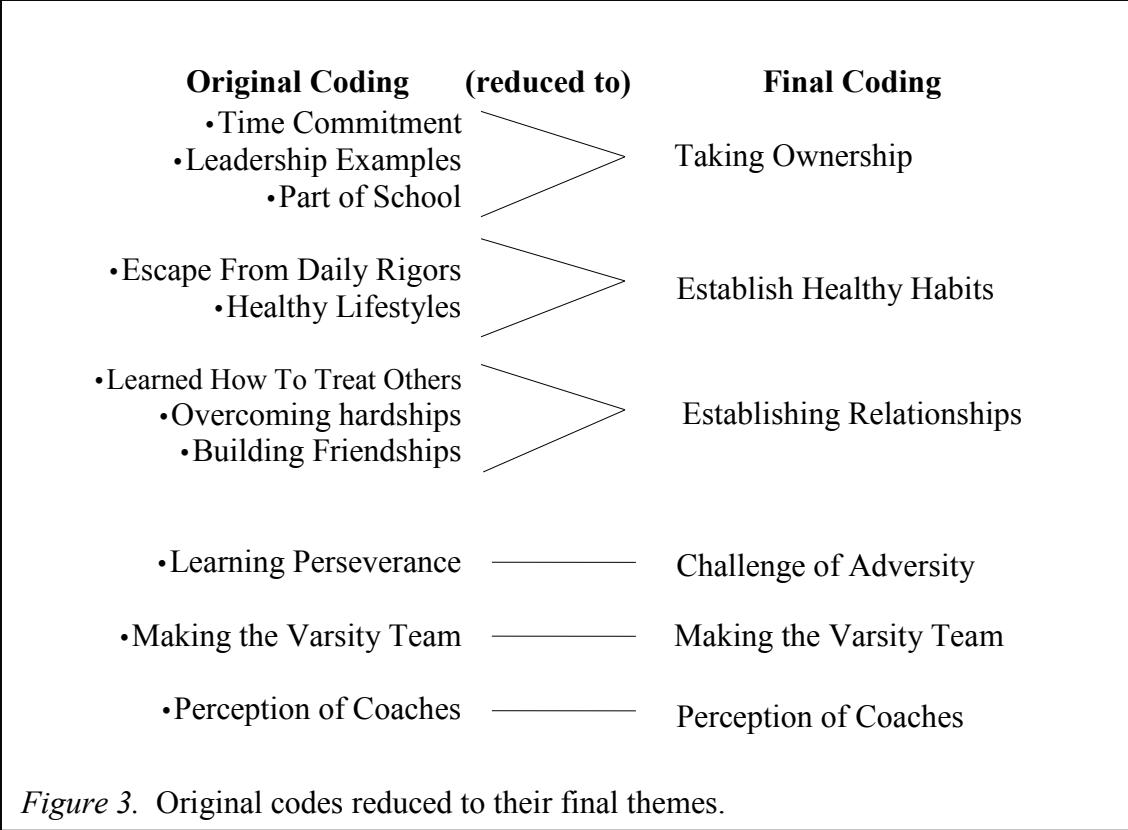 Original Coding (reduced to) Final Coding
•Time Commitment
•Leadership Examples
•Part of School
Taking Ownership
•Escape From Daily Rigors
•Healthy Lifestyles
Establish Healthy Habits
•Learned How To Treat Others
•Overcoming hardships
•Building Friendships
Establishing Relationships
•Learning Perseverance
Challenge of Adversity
•Making the Varsity Team
Making the Varsity Team
•Perception of Coaches
Perception of Coaches
Figure 3. Original codes reduced to their final themes.